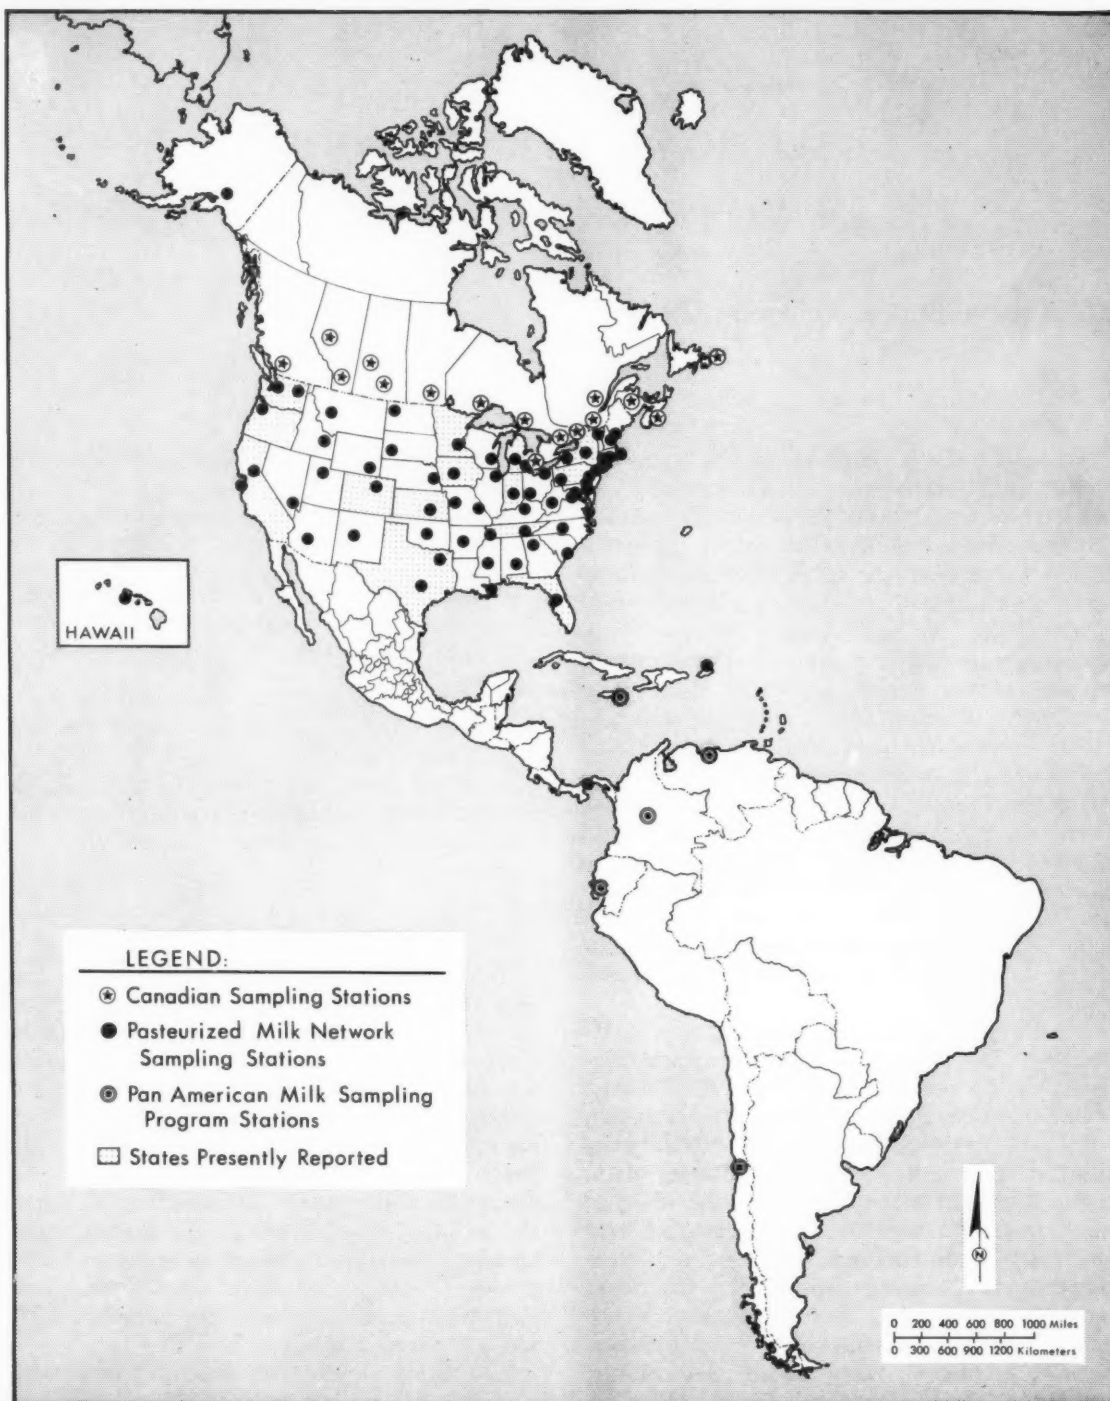 HAWAII
LEGEND:
Canadian Sampling Stations
Pasteurized Milk Network
Sampling Stations
Pan American Milk Sampling
Program Stations
States Presently Reported
N
0 200 400 600 800 1000 Miles
0 300 600 900 1200 Kilometers